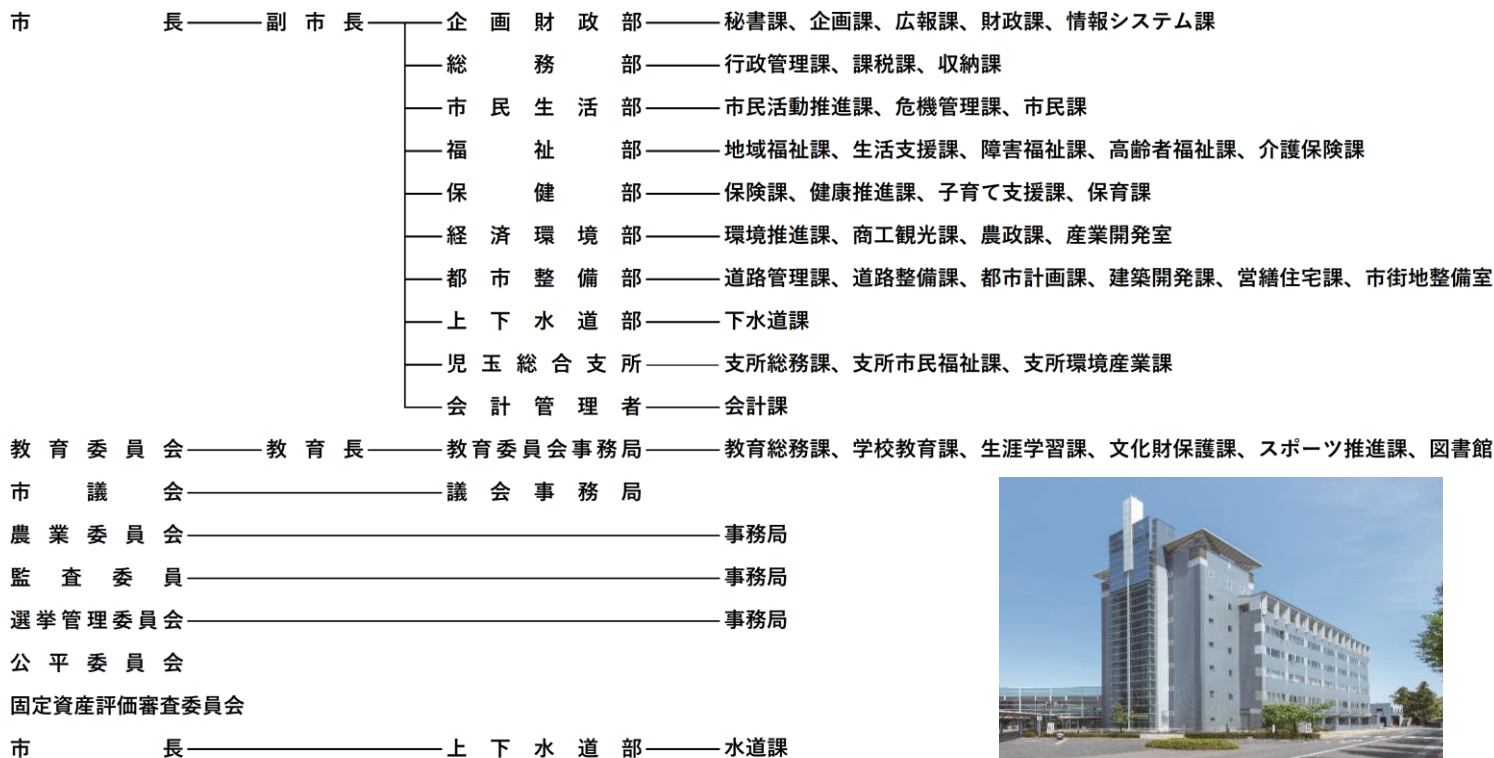 市長 副市長 企画財政部 秘書課、企画課、広報課、財政課、情報システム課
総務部 行政管理課、課税課、収納課
市民生活部 市民活動推進課、危機管理課、市民課
福祉部 地域福祉課、生活支援課、障害福祉課、高齢者福祉課、介護保険課
保健部 保険課、健康推進課、子育て支援課、保育課
経済環境部 環境推進課、商工観光課、農政課、産業開発室
都市整備部 道路管理課、道路整備課、都市計画課、建築開発課、営繕住宅課、市街地整備室
上下水道部 下水道課
児玉総合支所 支所総務課、支所市民福祉課、支所環境産業課
会計管理者 会計課
教育委員会 教育長 教育委員会事務局 教育総務課、学校教育課、生涯学習課、文化財保護課、スポーツ推進課、図書館
市議会 議会事務局
農業委員会 事務局
監査委員 事務局
選挙管理委員会 事務局
公平委員会
固定資産評価審査委員会
市長 上下水道部 水道課